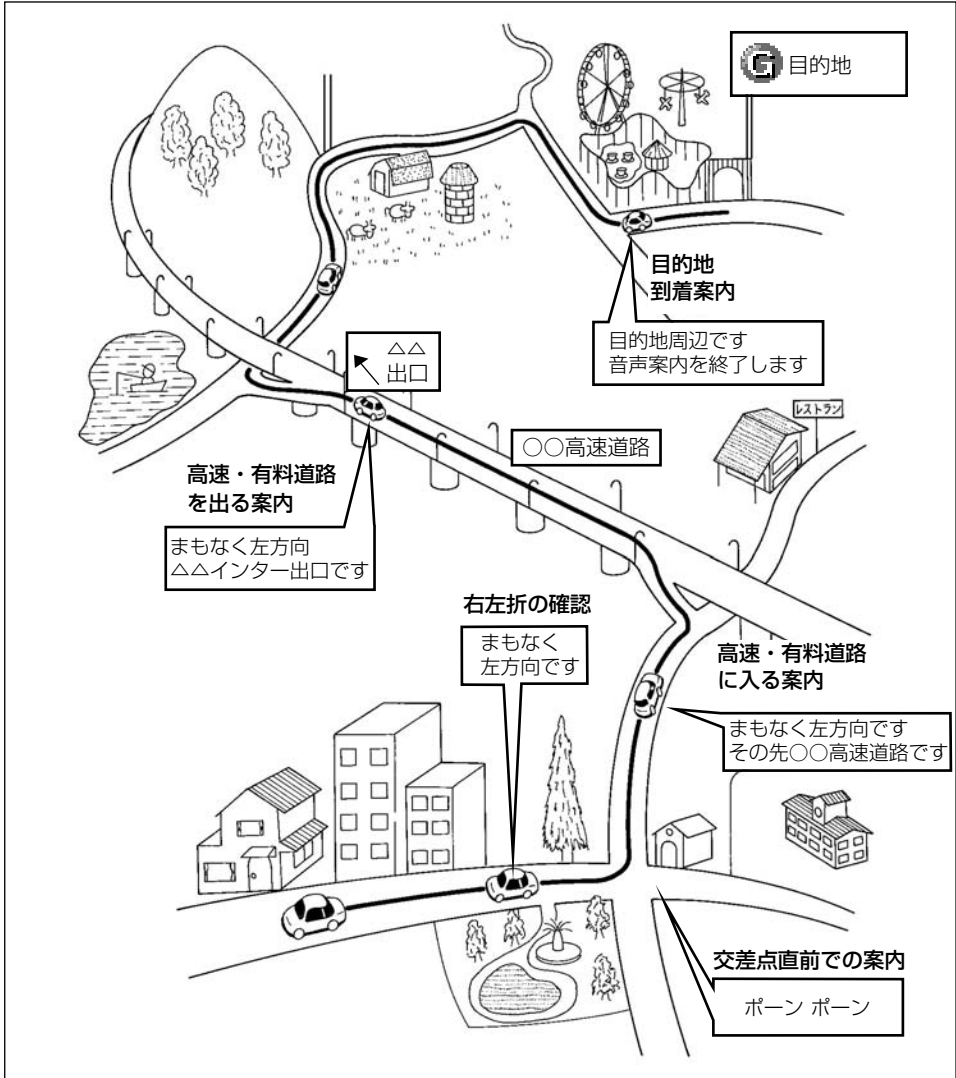 G 目的地
目的地
到着案内
目的地周辺です
音声案内を終了します
△△
出口
レストラン
○○高速道路
高速・有料道路
を出る案内
まもなく左方向
△△インター出口です
右左折の確認
まもなく
左方向です
高速・有料道路
に入る案内
まもなく左方向です
その先○○高速道路です
交差点直前での案内
ポーン ポーン